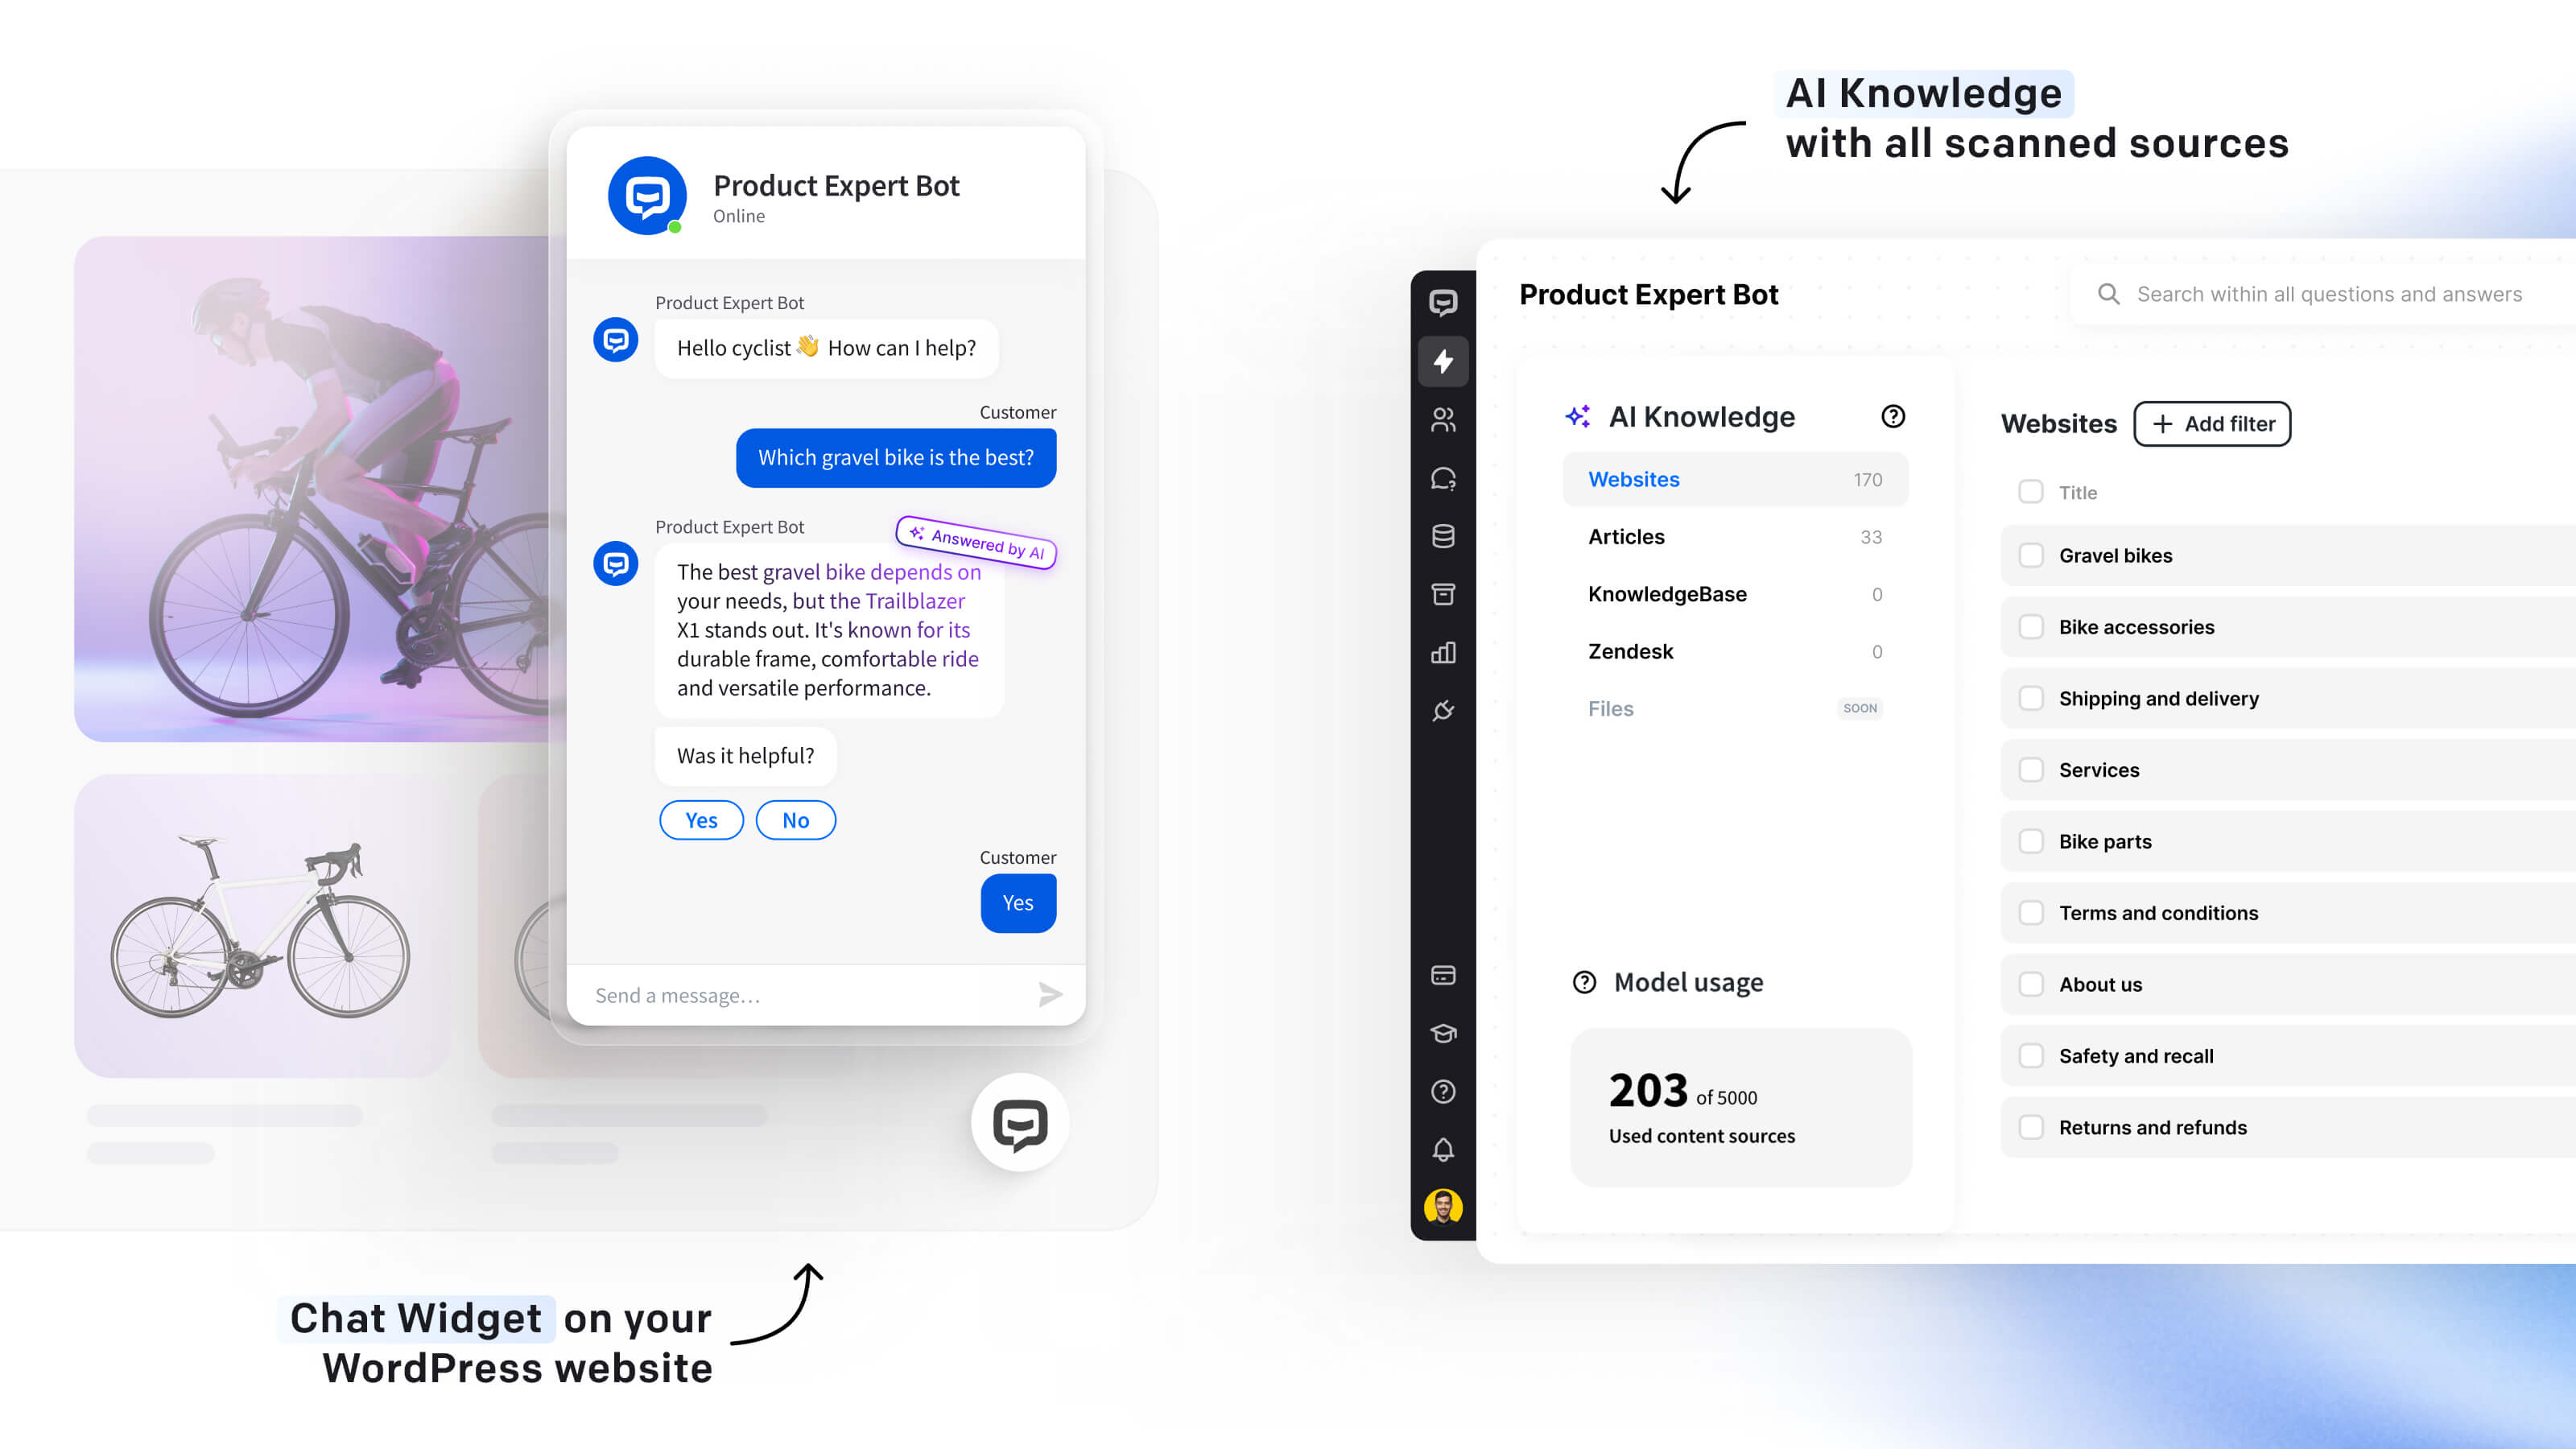 Product Expert Bot
Online
Product Expert Bot
Hello cyclist 👋 How can I help?
Customer
Which gravel bike is the best?
Product Expert Bot
Answered by AI
The best gravel bike depends on
your needs, but the Trailblazer
X1 stands out. It's known for its
durable frame, comfortable ride
and versatile performance.
Was it helpful?
Yes No
Customer
Yes
Send a message...
Chat Widget on your
WordPress website
AI Knowledge
with all scanned sources
Product Expert Bot
Search within all questions and answers
AI Knowledge
Websites 170
Articles 33
KnowledgeBase 0
Zendesk 0
Files SOON
Model usage
203 of 5000
Used content sources
Websites
+ Add filter
Title
Gravel bikes
Bike accessories
Shipping and delivery
Services
Bike parts
Terms and conditions
About us
Safety and recall
Returns and refunds